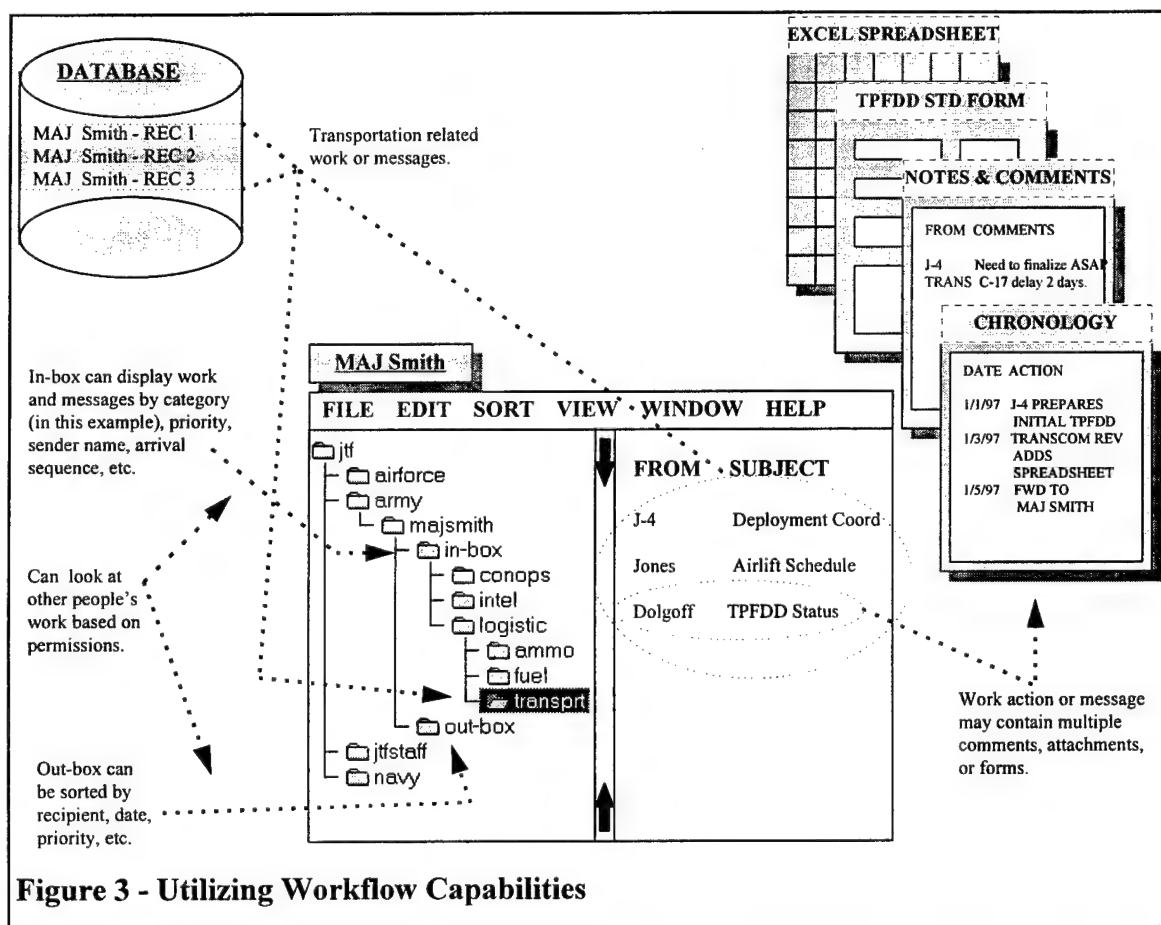 DATABASE
MAJ Smith - REC 1
MAJ Smith - REC 2
MAJ Smith - REC 3
Transportation related
work or messages.
EXCEL SPREADSHEET
TPFDD STD FORM
NOTES & COMMENTS
FROM COMMENTS
J-4 Need to finalize ASAP
TRANS C-17 delay 2 days.
CHRONOLOGY
DATE ACTION
1/1/97 J-4 PREPARES
INITIAL TPFDD
1/3/97 TRANSCOM REV
ADDS
SPREADSHEET
1/5/97 FWD TO
MAJ SMITH
In-box can display work
and messages by category
(in this example), priority,
sender name, arrival
sequence, etc.
Can look at
other people's
work based on
permissions.
Out-box can
be sorted by
recipient, date,
priority, etc.
MAJ Smith
FILE EDIT SORT VIEW WINDOW HELP
jtf
airforce
army
majsmith
in-box
conops
intel
logistic
ammo
fuel
transprt
out-box
jtfstaff
navy
FROM SUBJECT
J-4 Deployment Coord
Jones Airlift Schedule
Dolgoff TPFDD Status
Work action or message
may contain multiple
comments, attachments,
or forms.
Figure 3 - Utilizing Workflow Capabilities